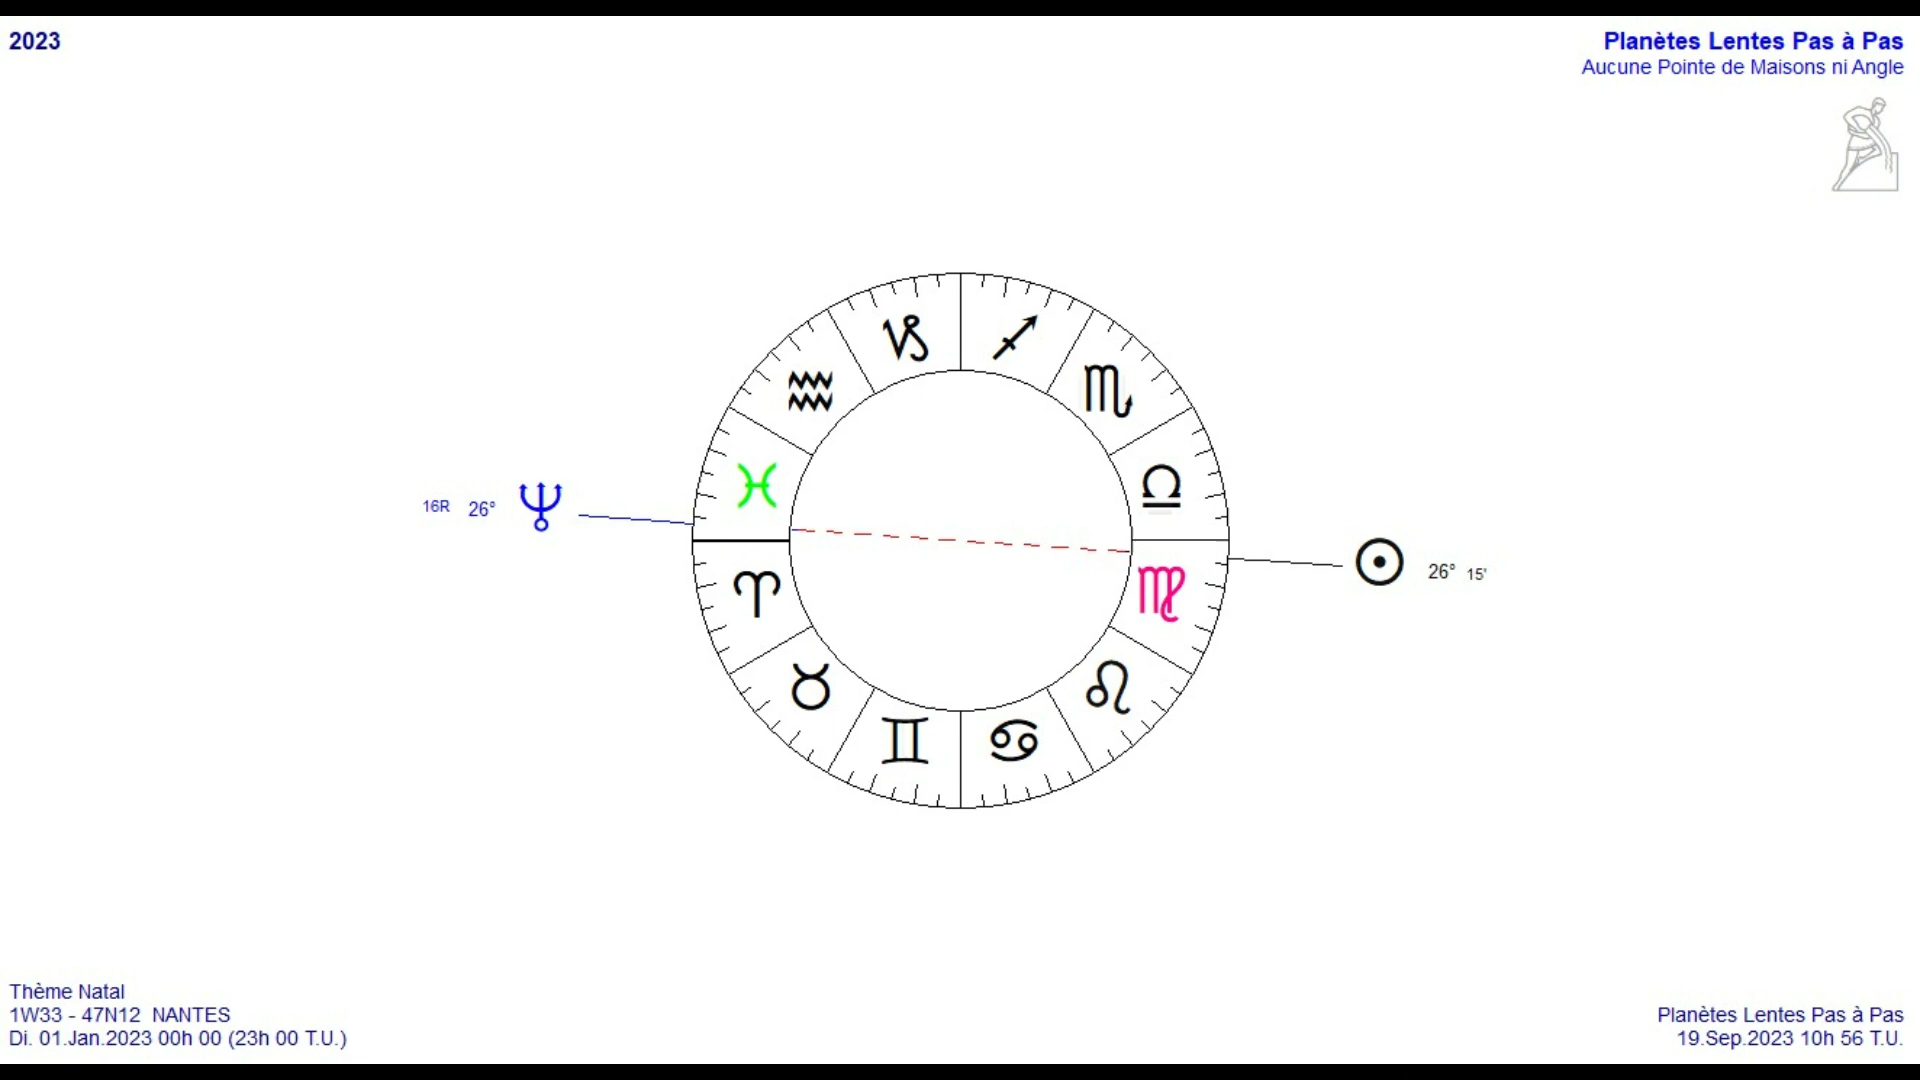 2023
Planètes Lentes Pas à Pas
Aucune Pointe de Maisons ni Angle
16R 26°
26° 15'
Thème Natal
1W33 - 47N12 NANTES
Di. 01.Jan.2023 00h 00 (23h 00 T.U.)
Planètes Lentes Pas à Pas
19.Sep.2023 10h 56 T.U.